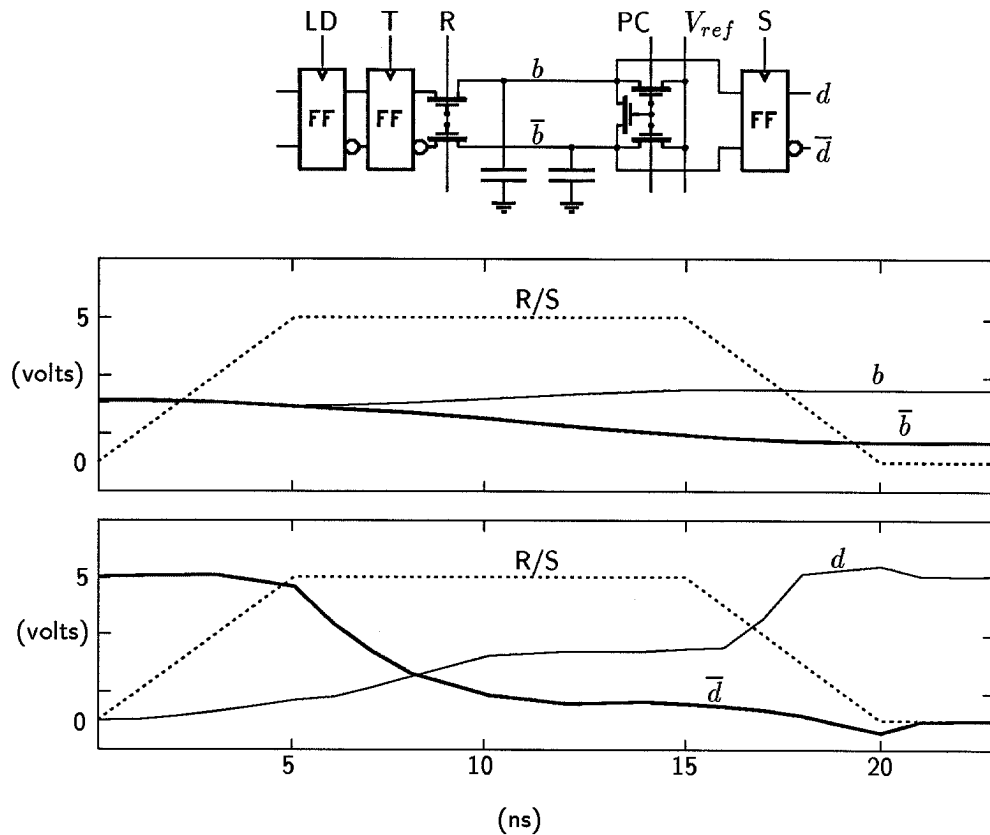 LD T R PC V_ref S
b
FF FF FF d
b̅ d̅
R/S
5
(volts) b
b̅
0
R/S d
5
(volts)
d̅
0
5 10 15 20
(ns)